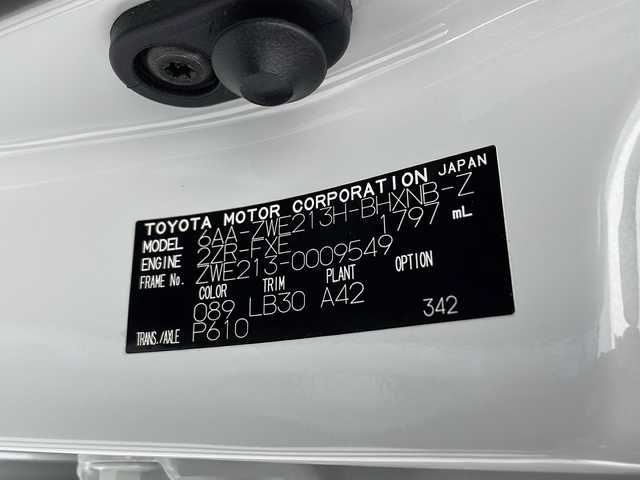 TOYOTA MOTOR CORPORATION JAPAN
MODEL 6AA-ZWE213H-BHXNB-Z
ENGINE 2ZR-FXE 1797 mL
FRAME No. ZWE213-0009549
COLOR TRIM PLANT OPTION
089 LB30 A42
TRANS./AXLE P610 342